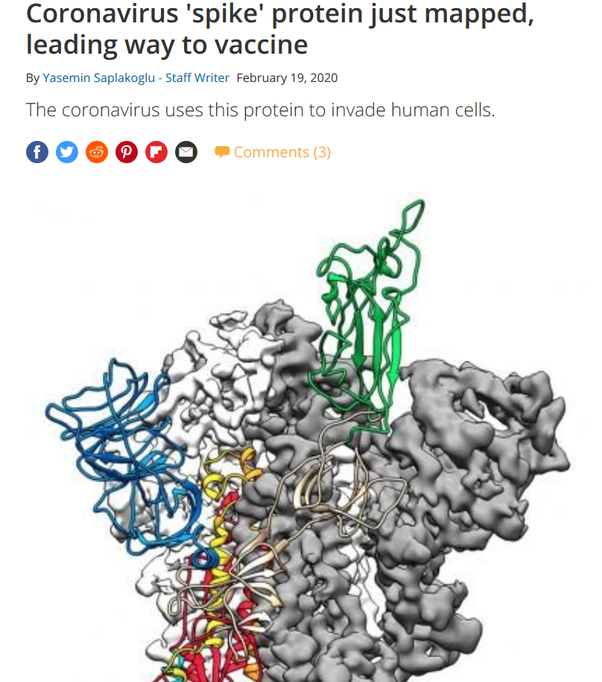 Coronavirus 'spike' protein just mapped,
leading way to vaccine
By Yasemin Saplakoglu - Staff Writer February 19, 2020
The coronavirus uses this protein to invade human cells.
Comments (3)